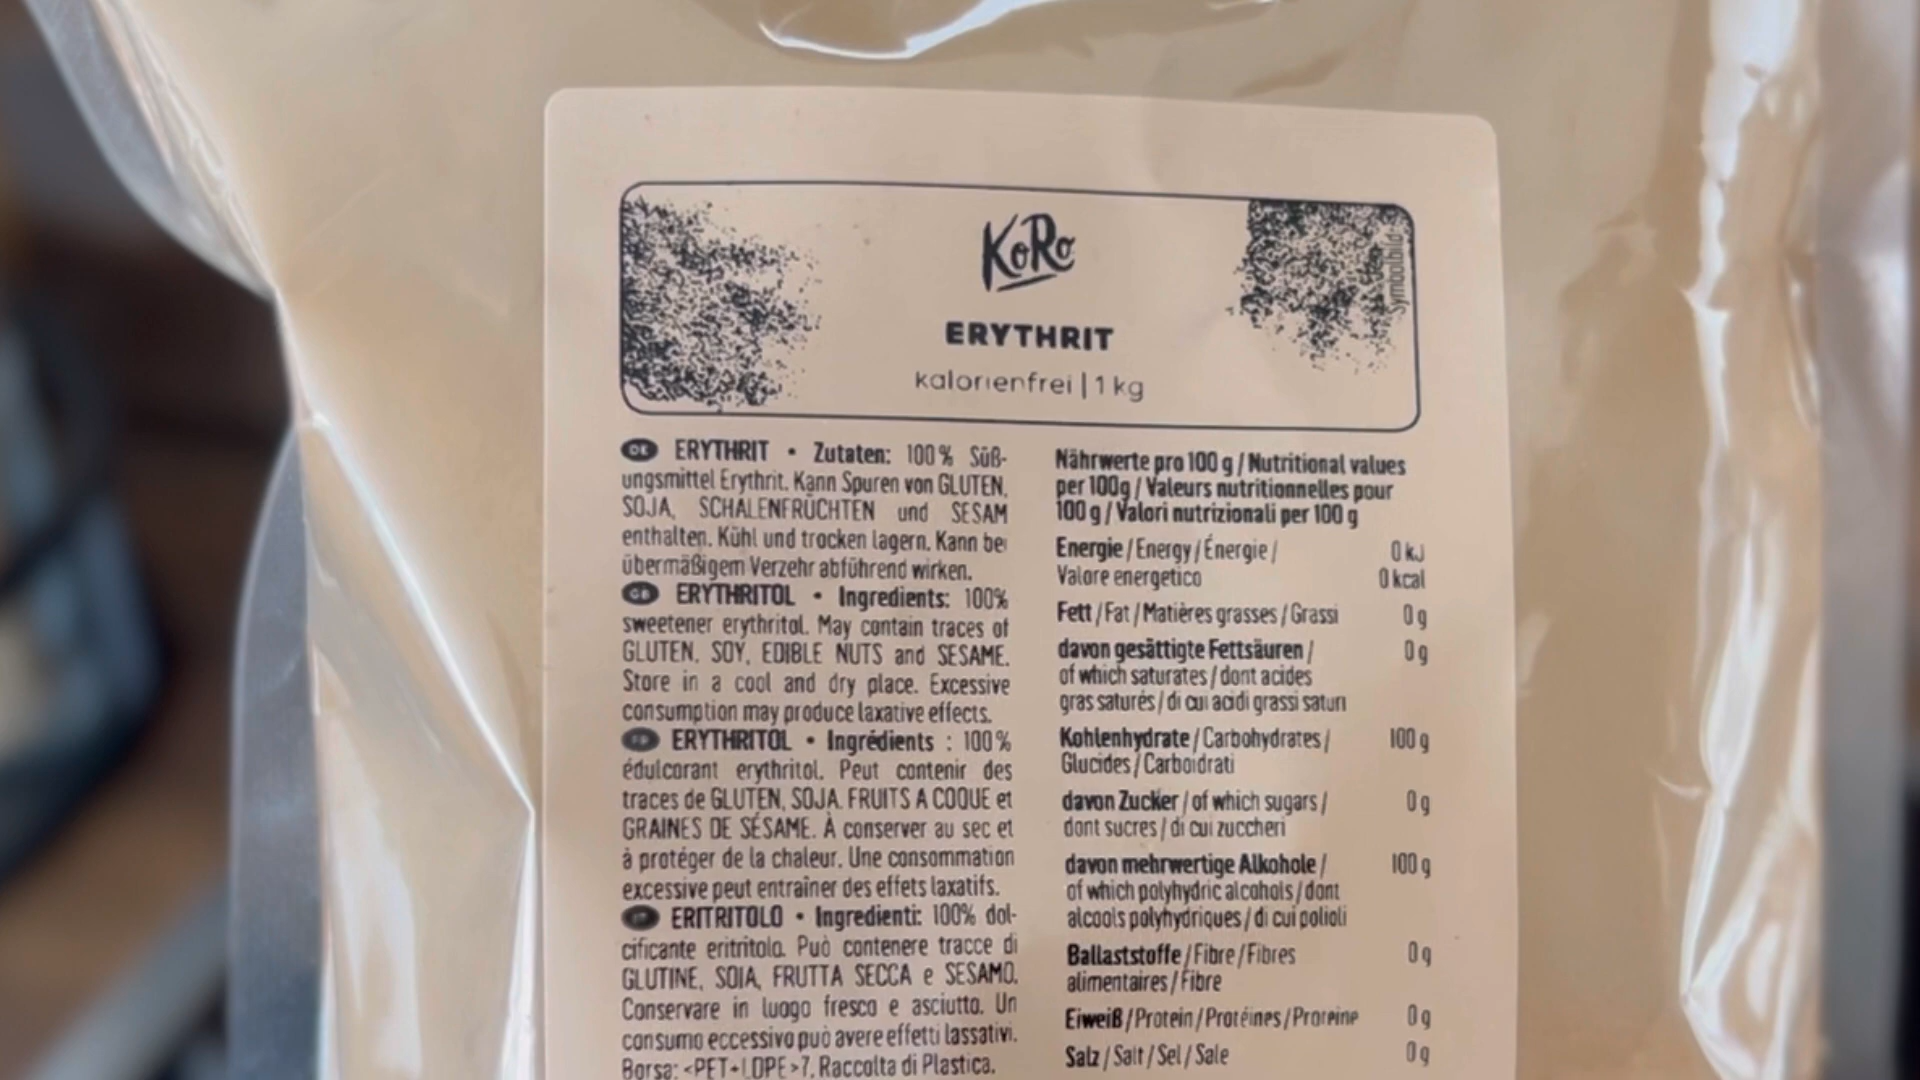 KoRo
Symbolbild
ERYTHRIT
kalorienfrei | 1 kg
DE ERYTHRIT • Zutaten: 100% Süß-
ungsmittel Erythrit. Kann Spuren von GLUTEN,
SOJA, SCHALENFRÜCHTEN und SESAM
enthalten. Kühl und trocken lagern. Kann bei
übermäßigem Verzehr abführend wirken.
GB ERYTHRITOL • Ingredients: 100%
sweetener erythritol. May contain traces of
GLUTEN, SOY, EDIBLE NUTS and SESAME.
Store in a cool and dry place. Excessive
consumption may produce laxative effects.
ERYTHRITOL • Ingrédients : 100%
édulcorant erythritol. Peut contenir des
traces de GLUTEN, SOJA, FRUITS A COQUE et
GRAINES DE SÉSAME. À conserver au sec et
à protéger de la chaleur. Une consommation
excessive peut entraîner des effets laxatifs.
ERITRITOLO • Ingredienti: 100% dol-
cificante eritritolo. Può contenere tracce di
GLUTINE, SOIA, FRUTTA SECCA e SESAMO.
Conservare in luogo fresco e asciutto. Un
consumo eccessivo può avere effetti lassativi.
Borsa: <PET+LDPE>7. Raccolta di Plastica.
Nährwerte pro 100 g / Nutritional values
per 100g / Valeurs nutritionnelles pour
100 g / Valori nutrizionali per 100 g
Energie / Energy / Énergie / 0 kJ
Valore energetico 0 kcal
Fett / Fat / Matières grasses / Grassi 0 g
davon gesättigte Fettsäuren / 0 g
of which saturates / dont acides
gras saturés / di cui acidi grassi saturi
Kohlenhydrate / Carbohydrates / 100 g
Glucides / Carboidrati
davon Zucker / of which sugars / 0 g
dont sucres / di cui zuccheri
davon mehrwertige Alkohole / 100 g
of which polyhydric alcohols / dont
alcools polyhydriques / di cui polioli
Ballaststoffe / Fibre / Fibres 0 g
alimentaires / Fibre
Eiweiß / Protein / Protéines / Proteine 0 g
Salz / Salt / Sel / Sale 0 g